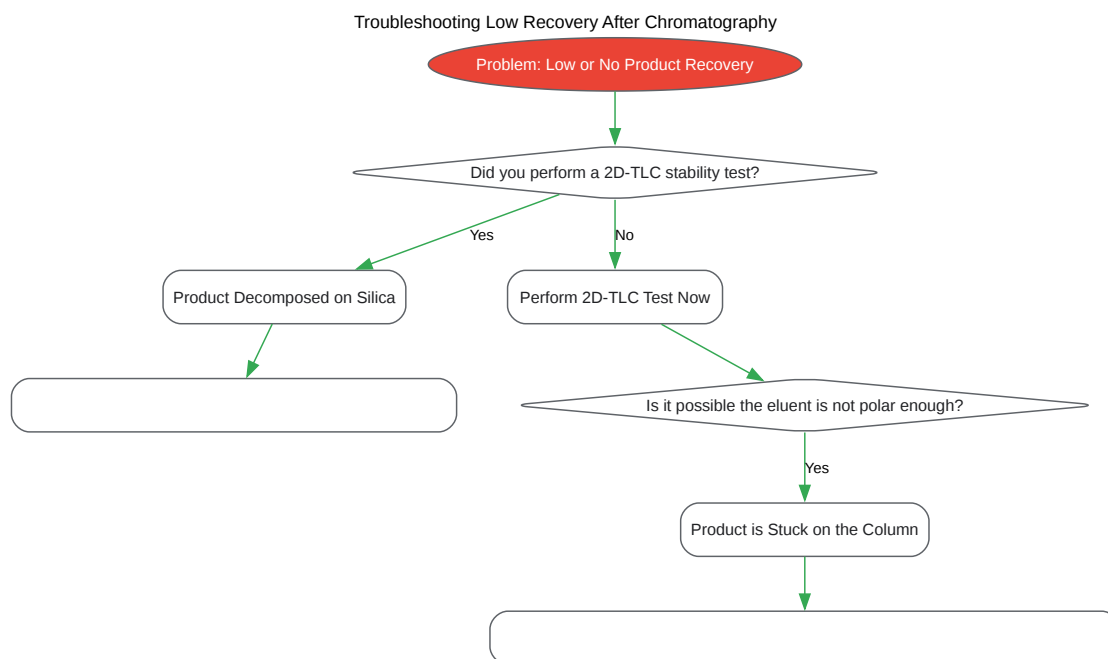 Troubleshooting Low Recovery After Chromatography
Problem: Low or No Product Recovery
Did you perform a 2D-TLC stability test?
Yes
No
Product Decomposed on Silica
Perform 2D-TLC Test Now
Is it possible the eluent is not polar enough?
Yes
Product is Stuck on the Column